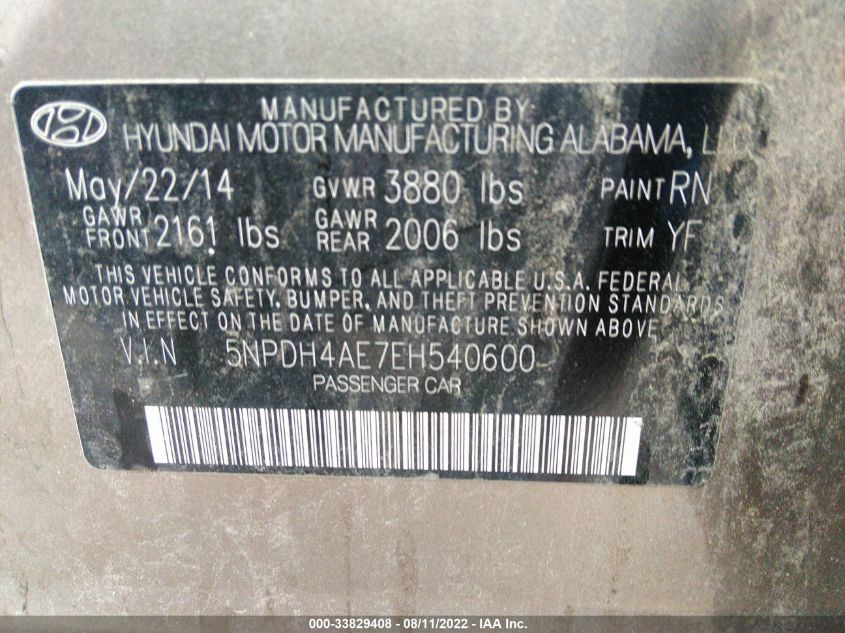 MANUFACTURED BY
HYUNDAI MOTOR MANUFACTURING ALABAMA, LLC
May/22/14 GVWR 3880 lbs PAINT RN
GAWR FRONT 2161 lbs GAWR REAR 2006 lbs TRIM YF
THIS VEHICLE CONFORMS TO ALL APPLICABLE U.S.A. FEDERAL
MOTOR VEHICLE SAFETY, BUMPER, AND THEFT PREVENTION STANDARDS
IN EFFECT ON THE DATE OF MANUFACTURE SHOWN ABOVE.
V.I.N 5NPDH4AE7EH540600
PASSENGER CAR
000-33829408 - 08/11/2022 - IAA Inc.